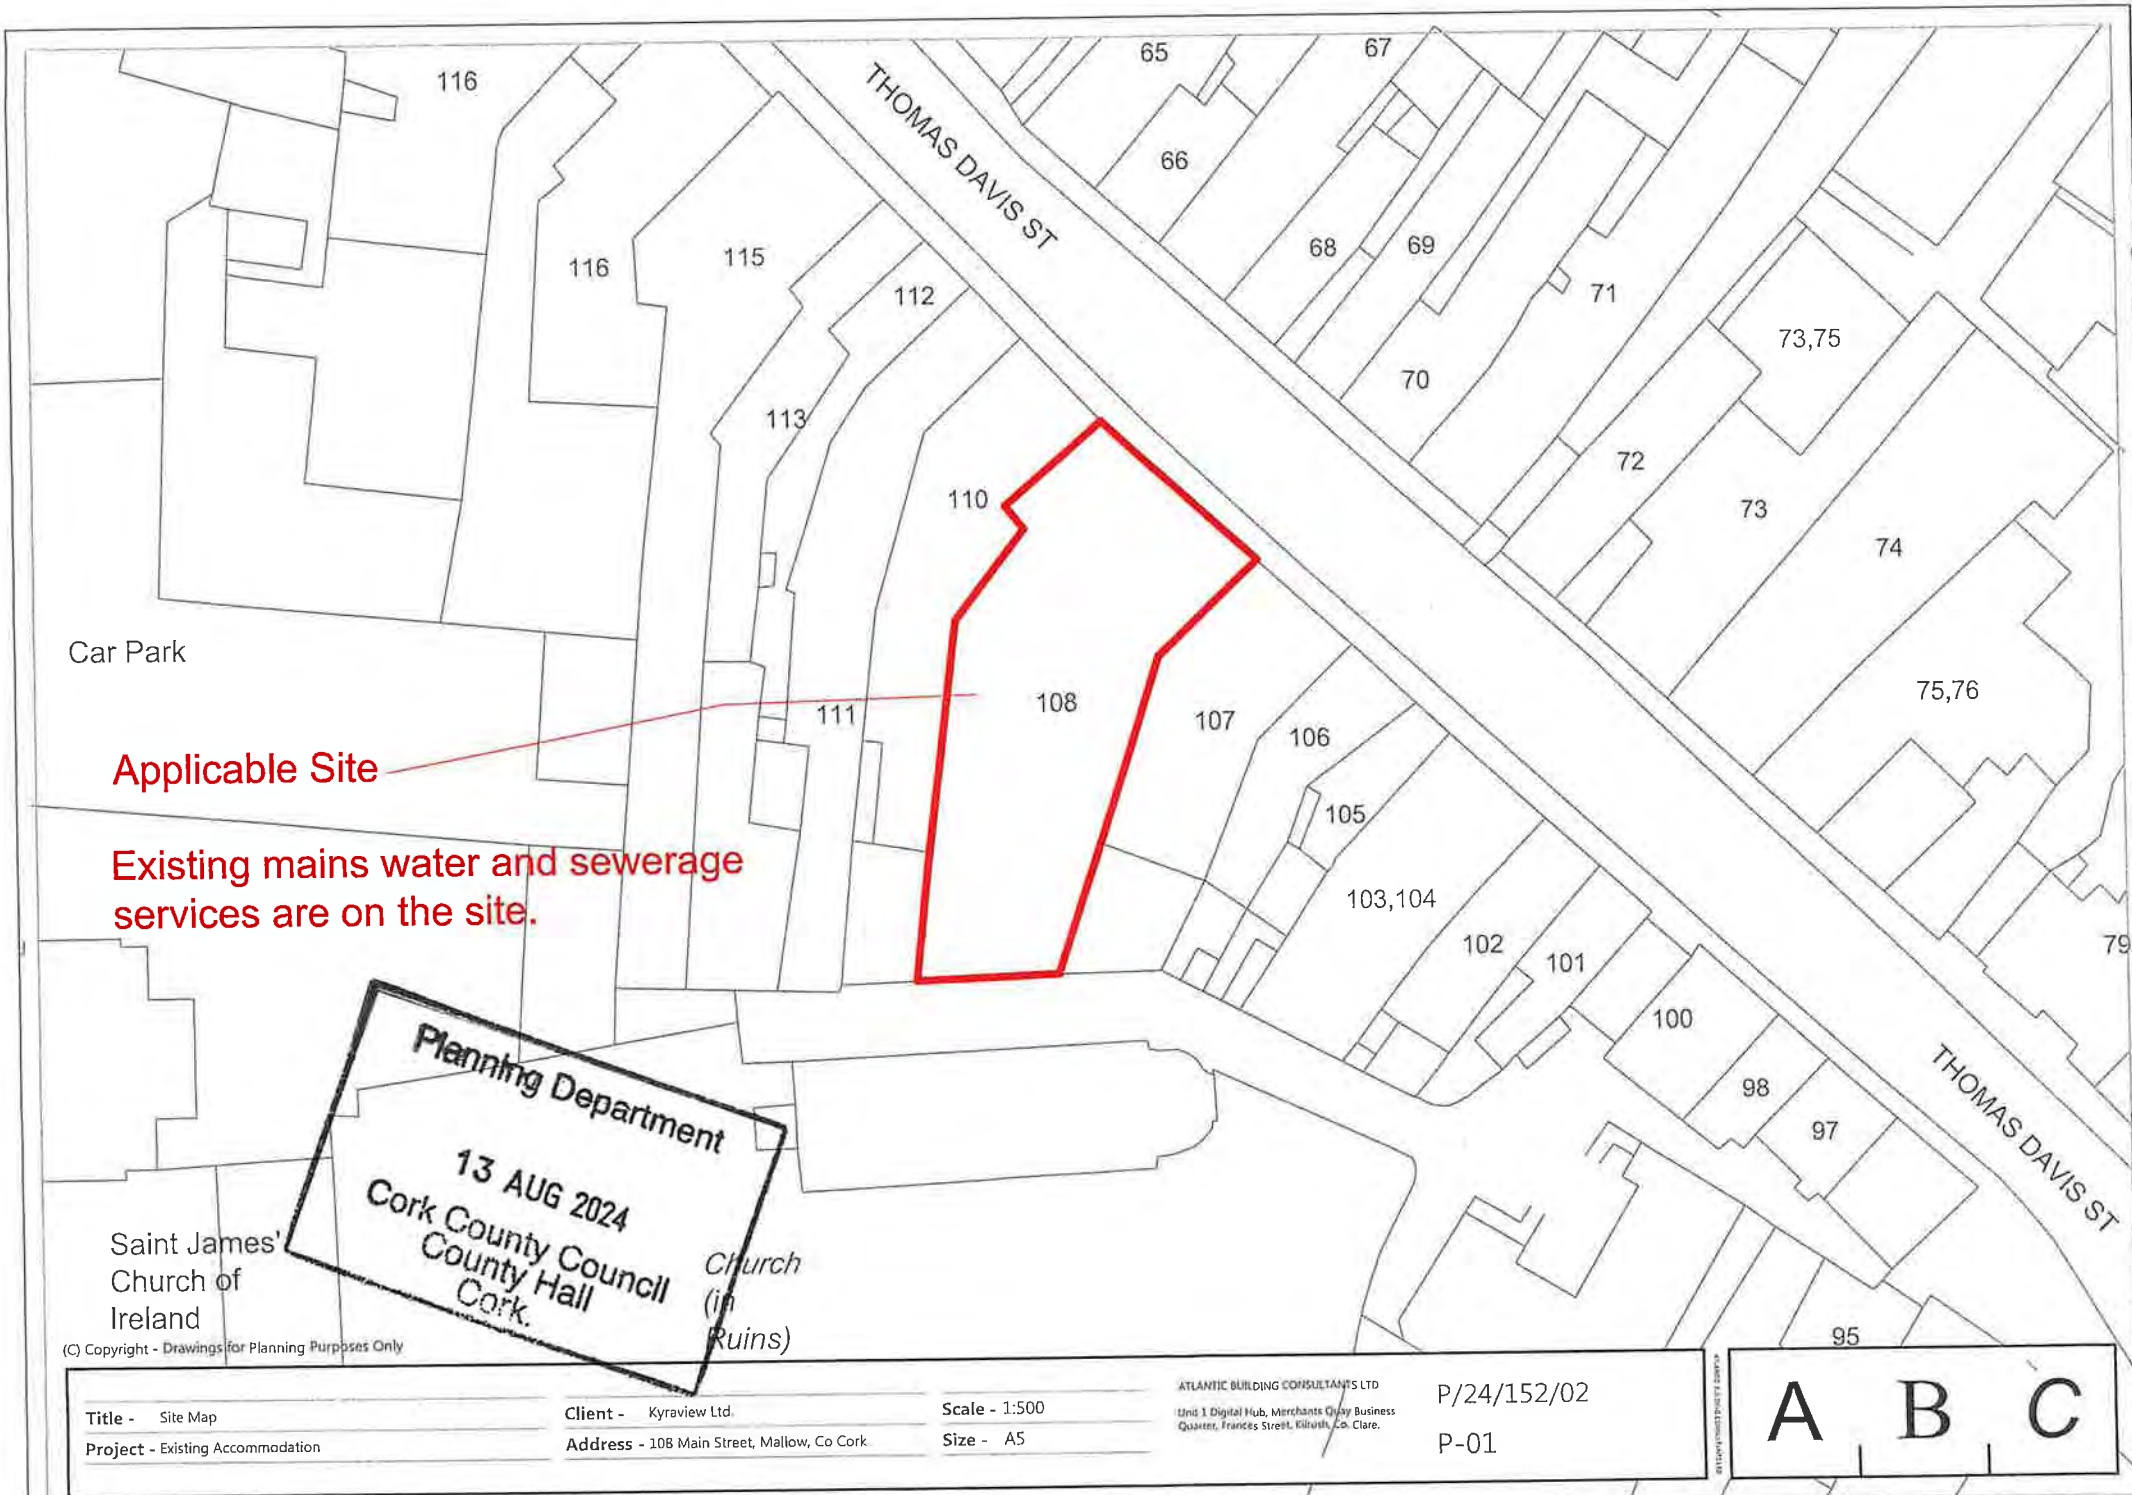 116
65
67
THOMAS DAVIS ST
66
68
69
116
115
112
71
73,75
113
70
72
110
73
74
Car Park
108
107
75,76
111
106
Applicable Site
105
Existing mains water and sewerage
services are on the site.
103,104
102
101
79
100
98
97
THOMAS DAVIS ST
95
Planning Department
13 AUG 2024
Cork County Council
County Hall
Cork.
Saint James'
Church of
Ireland
Church
(in
Ruins)
(C) Copyright - Drawings for Planning Purposes Only
Title - Site Map
Project - Existing Accommodation
Client - Kyraview Ltd.
Address - 108 Main Street, Mallow, Co Cork
Scale - 1:500
Size - A5
ATLANTIC BUILDING CONSULTANTS LTD
Unit 1 Digital Hub, Merchants Quay Business
Quarter, Frances Street, Kilrush, Co. Clare.
P/24/152/02
P-01
ATLANTIC BUILDING CONSULTANTS LTD
A B C